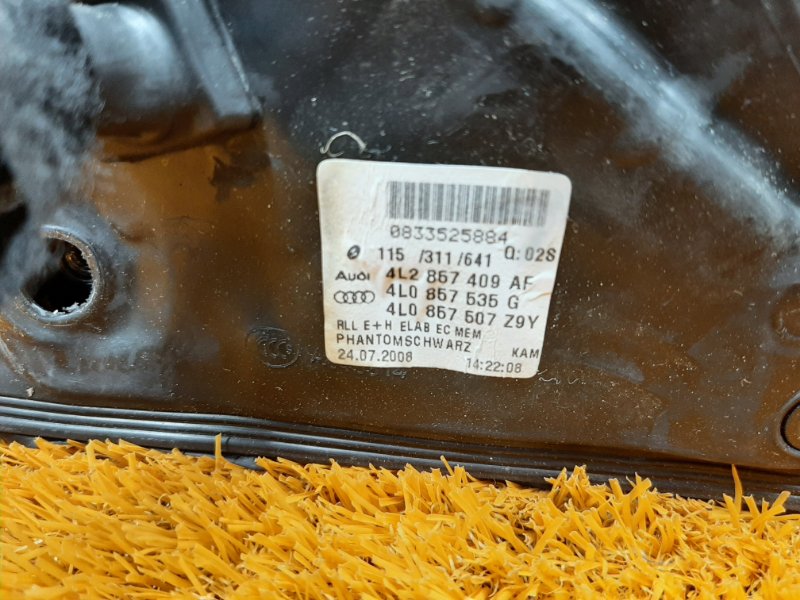 0833525884
115 /311/641 Q:02S
Audi 4L2 857 409 AF
4L0 857 535 G
4L0 857 507 Z9Y
RLL E+H ELAB EC MEM
PHANTOMSCHWARZ KAM
24.07.2008 14:22:08